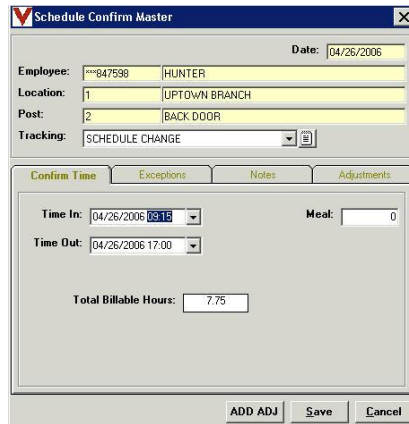 Schedule Confirm Master
Date: 04/26/2006
Employee: ***847598 HUNTER
Location: 1 UPTOWN BRANCH
Post: 2 BACK DOOR
Tracking: SCHEDULE CHANGE
Confirm Time Exceptions Notes Adjustments
Time In: 04/26/2006 09:15 Meal: 0
Time Out: 04/26/2006 17:00
Total Billable Hours: 7.75
ADD ADJ Save Cancel